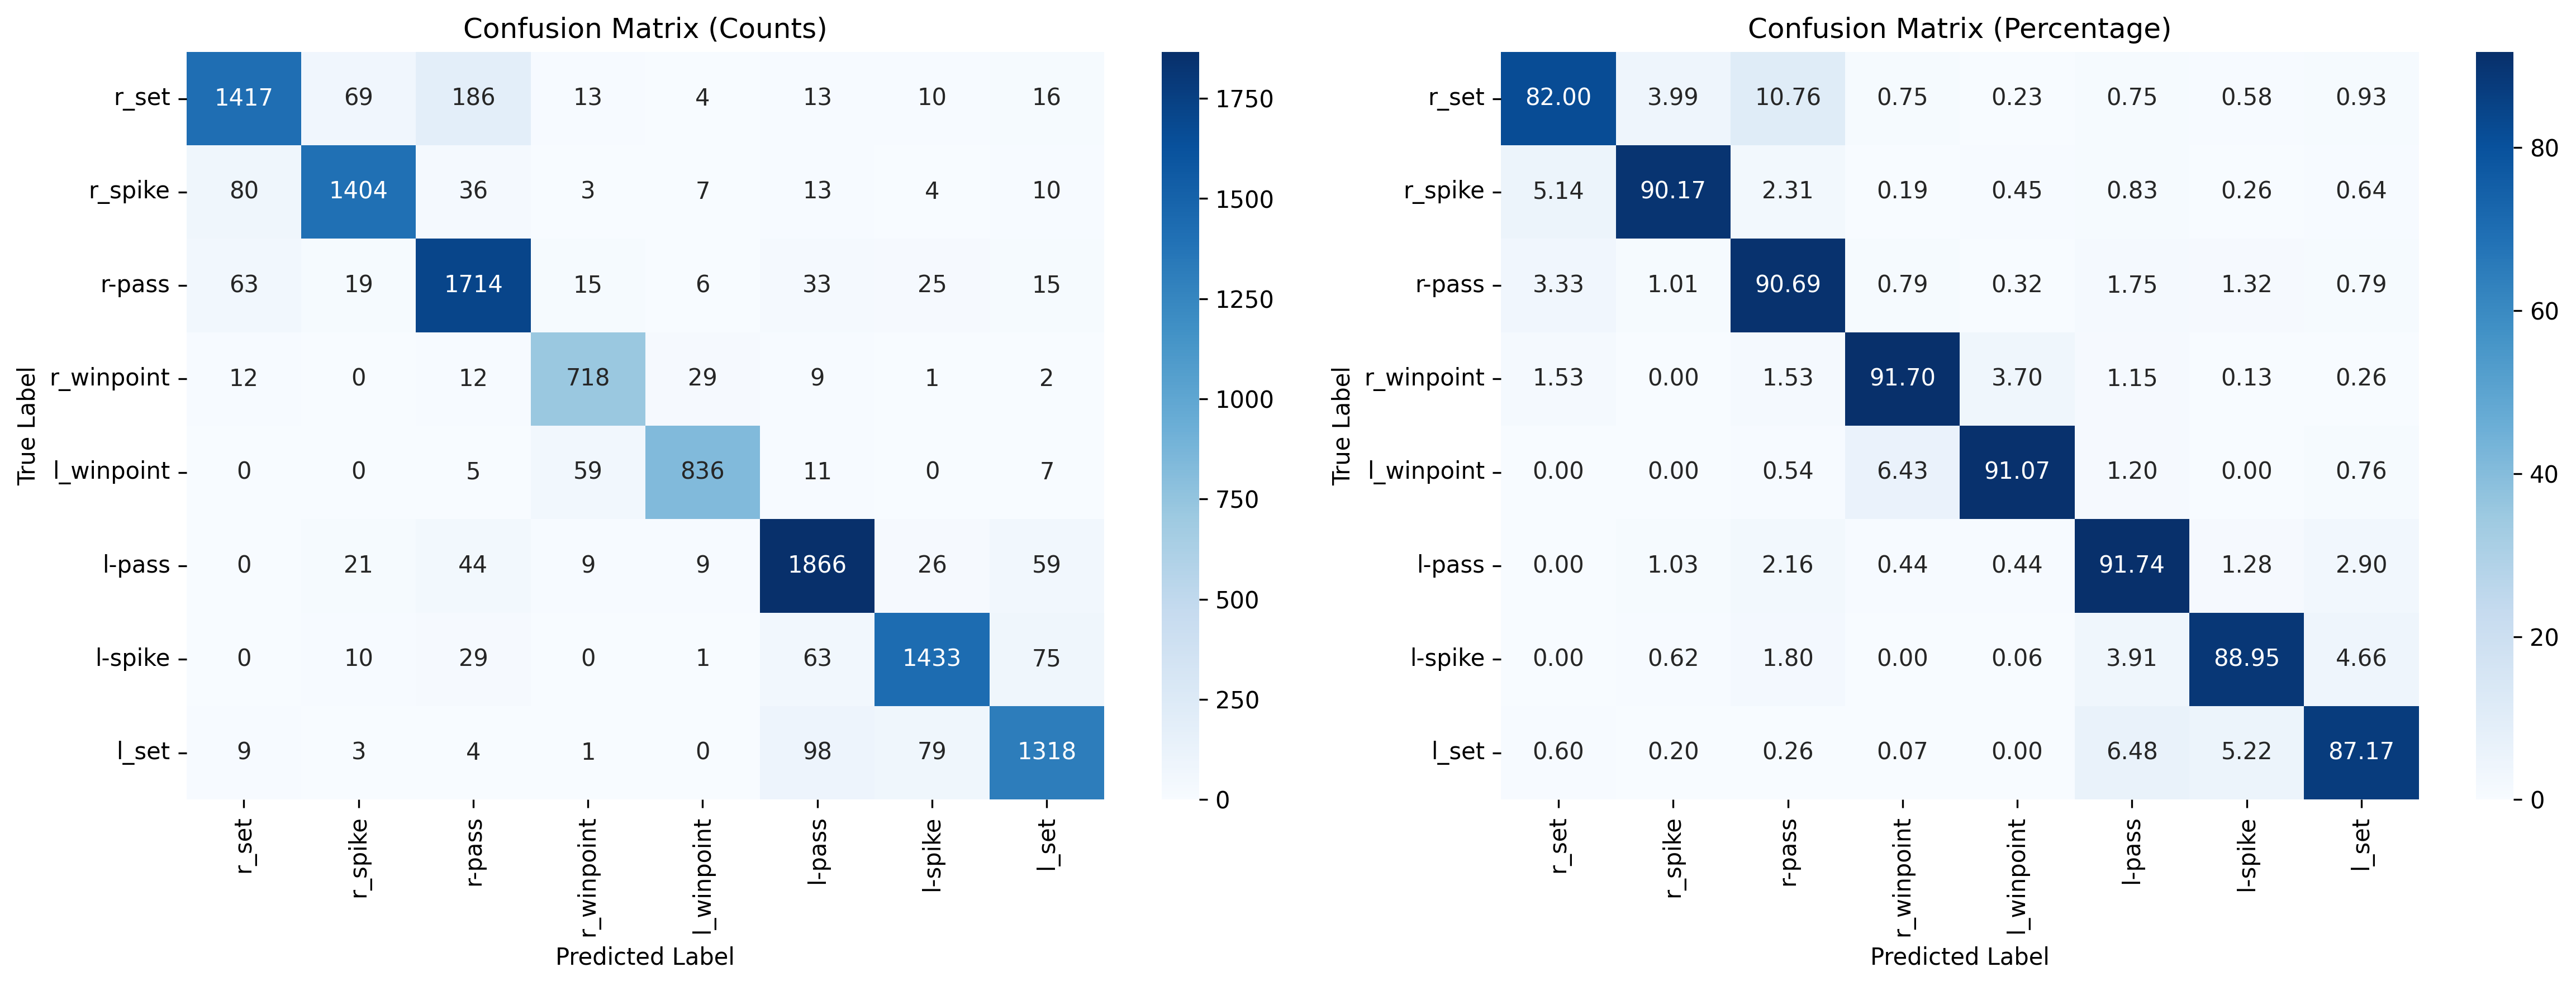 Confusion Matrix (Counts)
r_set 1417 69 186 13 4 13 10 16
r_spike 80 1404 36 3 7 13 4 10
r-pass 63 19 1714 15 6 33 25 15
r_winpoint 12 0 12 718 29 9 1 2
l_winpoint 0 0 5 59 836 11 0 7
l-pass 0 21 44 9 9 1866 26 59
l-spike 0 10 29 0 1 63 1433 75
l_set 9 3 4 1 0 98 79 1318
True Label
r_set r_spike r-pass r_winpoint l_winpoint l-pass l-spike l_set
Predicted Label
1750
1500
1250
1000
750
500
250
0
Confusion Matrix (Percentage)
r_set 82.00 3.99 10.76 0.75 0.23 0.75 0.58 0.93
r_spike 5.14 90.17 2.31 0.19 0.45 0.83 0.26 0.64
r-pass 3.33 1.01 90.69 0.79 0.32 1.75 1.32 0.79
r_winpoint 1.53 0.00 1.53 91.70 3.70 1.15 0.13 0.26
l_winpoint 0.00 0.00 0.54 6.43 91.07 1.20 0.00 0.76
l-pass 0.00 1.03 2.16 0.44 0.44 91.74 1.28 2.90
l-spike 0.00 0.62 1.80 0.00 0.06 3.91 88.95 4.66
l_set 0.60 0.20 0.26 0.07 0.00 6.48 5.22 87.17
True Label
r_set r_spike r-pass r_winpoint l_winpoint l-pass l-spike l_set
Predicted Label
80
60
40
20
0